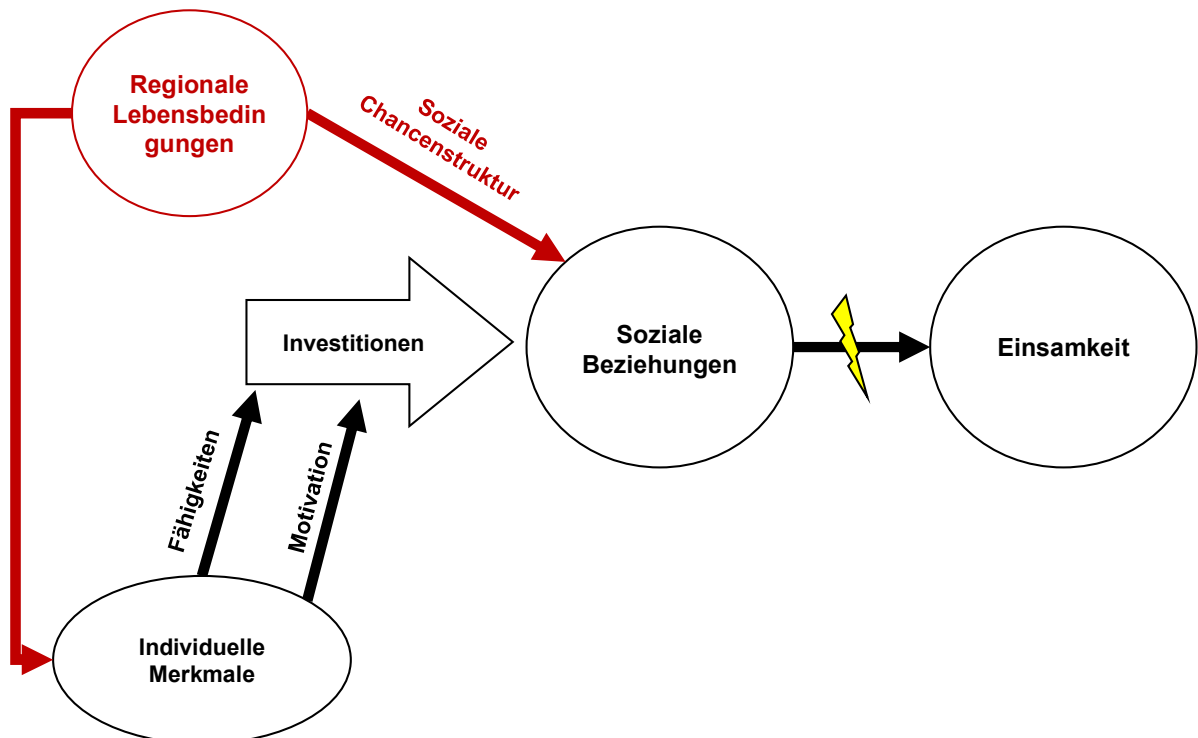 Regionale
Lebensbedin
gungen
Soziale
Chancenstruktur
Investitionen
Soziale
Beziehungen
Einsamkeit
Fähigkeiten
Motivation
Individuelle
Merkmale